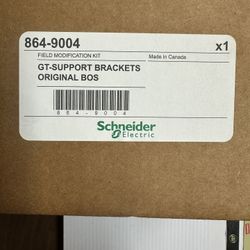 864-9004 x1
FIELD MODIFICATION KIT Made In Canada
GT-SUPPORT BRACKETS
ORIGINAL BOS
864-9004
Schneider
Electric